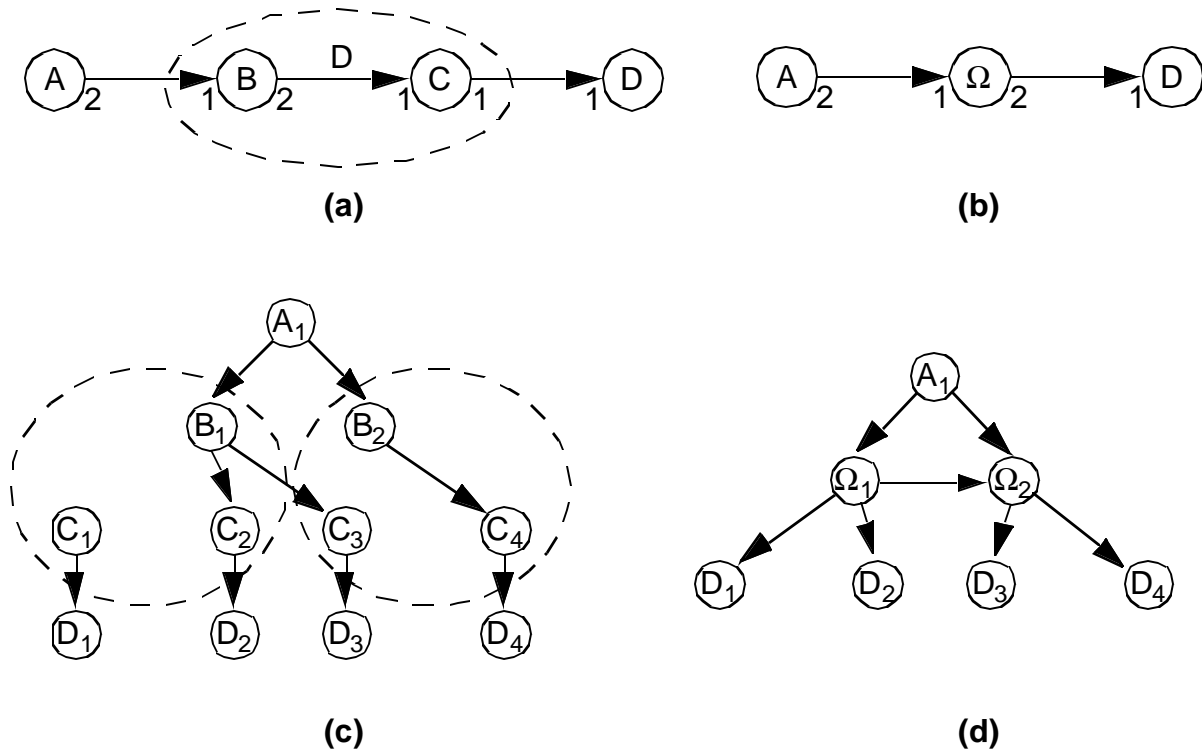 D
A 2 1 B 2 1 C 1 1 D
A 2 1 Ω 2 1 D
(a)
(b)
A1
B1 B2
C1 C2 C3 C4
D1 D2 D3 D4
(c)
A1
Ω1 Ω2
D1 D2 D3 D4
(d)